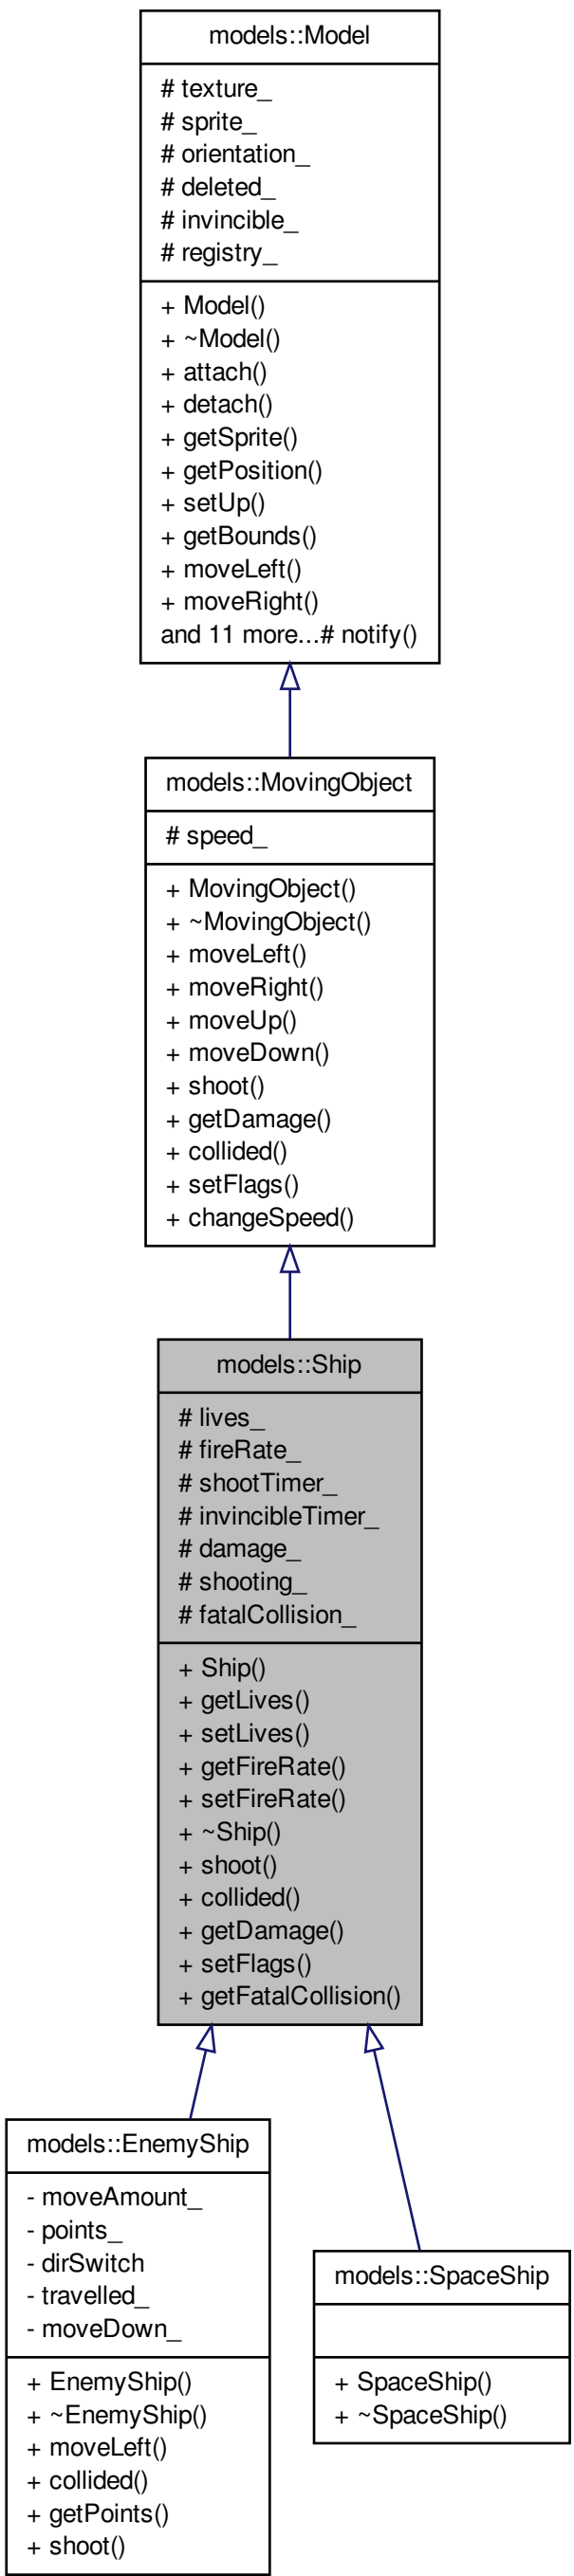 models::Model
# texture_
# sprite_
# orientation_
# deleted_
# invincible_
# registry_
+ Model()
+ ~Model()
+ attach()
+ detach()
+ getSprite()
+ getPosition()
+ setUp()
+ getBounds()
+ moveLeft()
+ moveRight()
and 11 more...# notify()
models::MovingObject
# speed_
+ MovingObject()
+ ~MovingObject()
+ moveLeft()
+ moveRight()
+ moveUp()
+ moveDown()
+ shoot()
+ getDamage()
+ collided()
+ setFlags()
+ changeSpeed()
models::Ship
# lives_
# fireRate_
# shootTimer_
# invincibleTimer_
# damage_
# shooting_
# fatalCollision_
+ Ship()
+ getLives()
+ setLives()
+ getFireRate()
+ setFireRate()
+ ~Ship()
+ shoot()
+ collided()
+ getDamage()
+ setFlags()
+ getFatalCollision()
models::EnemyShip
- moveAmount_
- points_
- dirSwitch
- travelled_
- moveDown_
+ EnemyShip()
+ ~EnemyShip()
+ moveLeft()
+ collided()
+ getPoints()
+ shoot()
models::SpaceShip
+ SpaceShip()
+ ~SpaceShip()